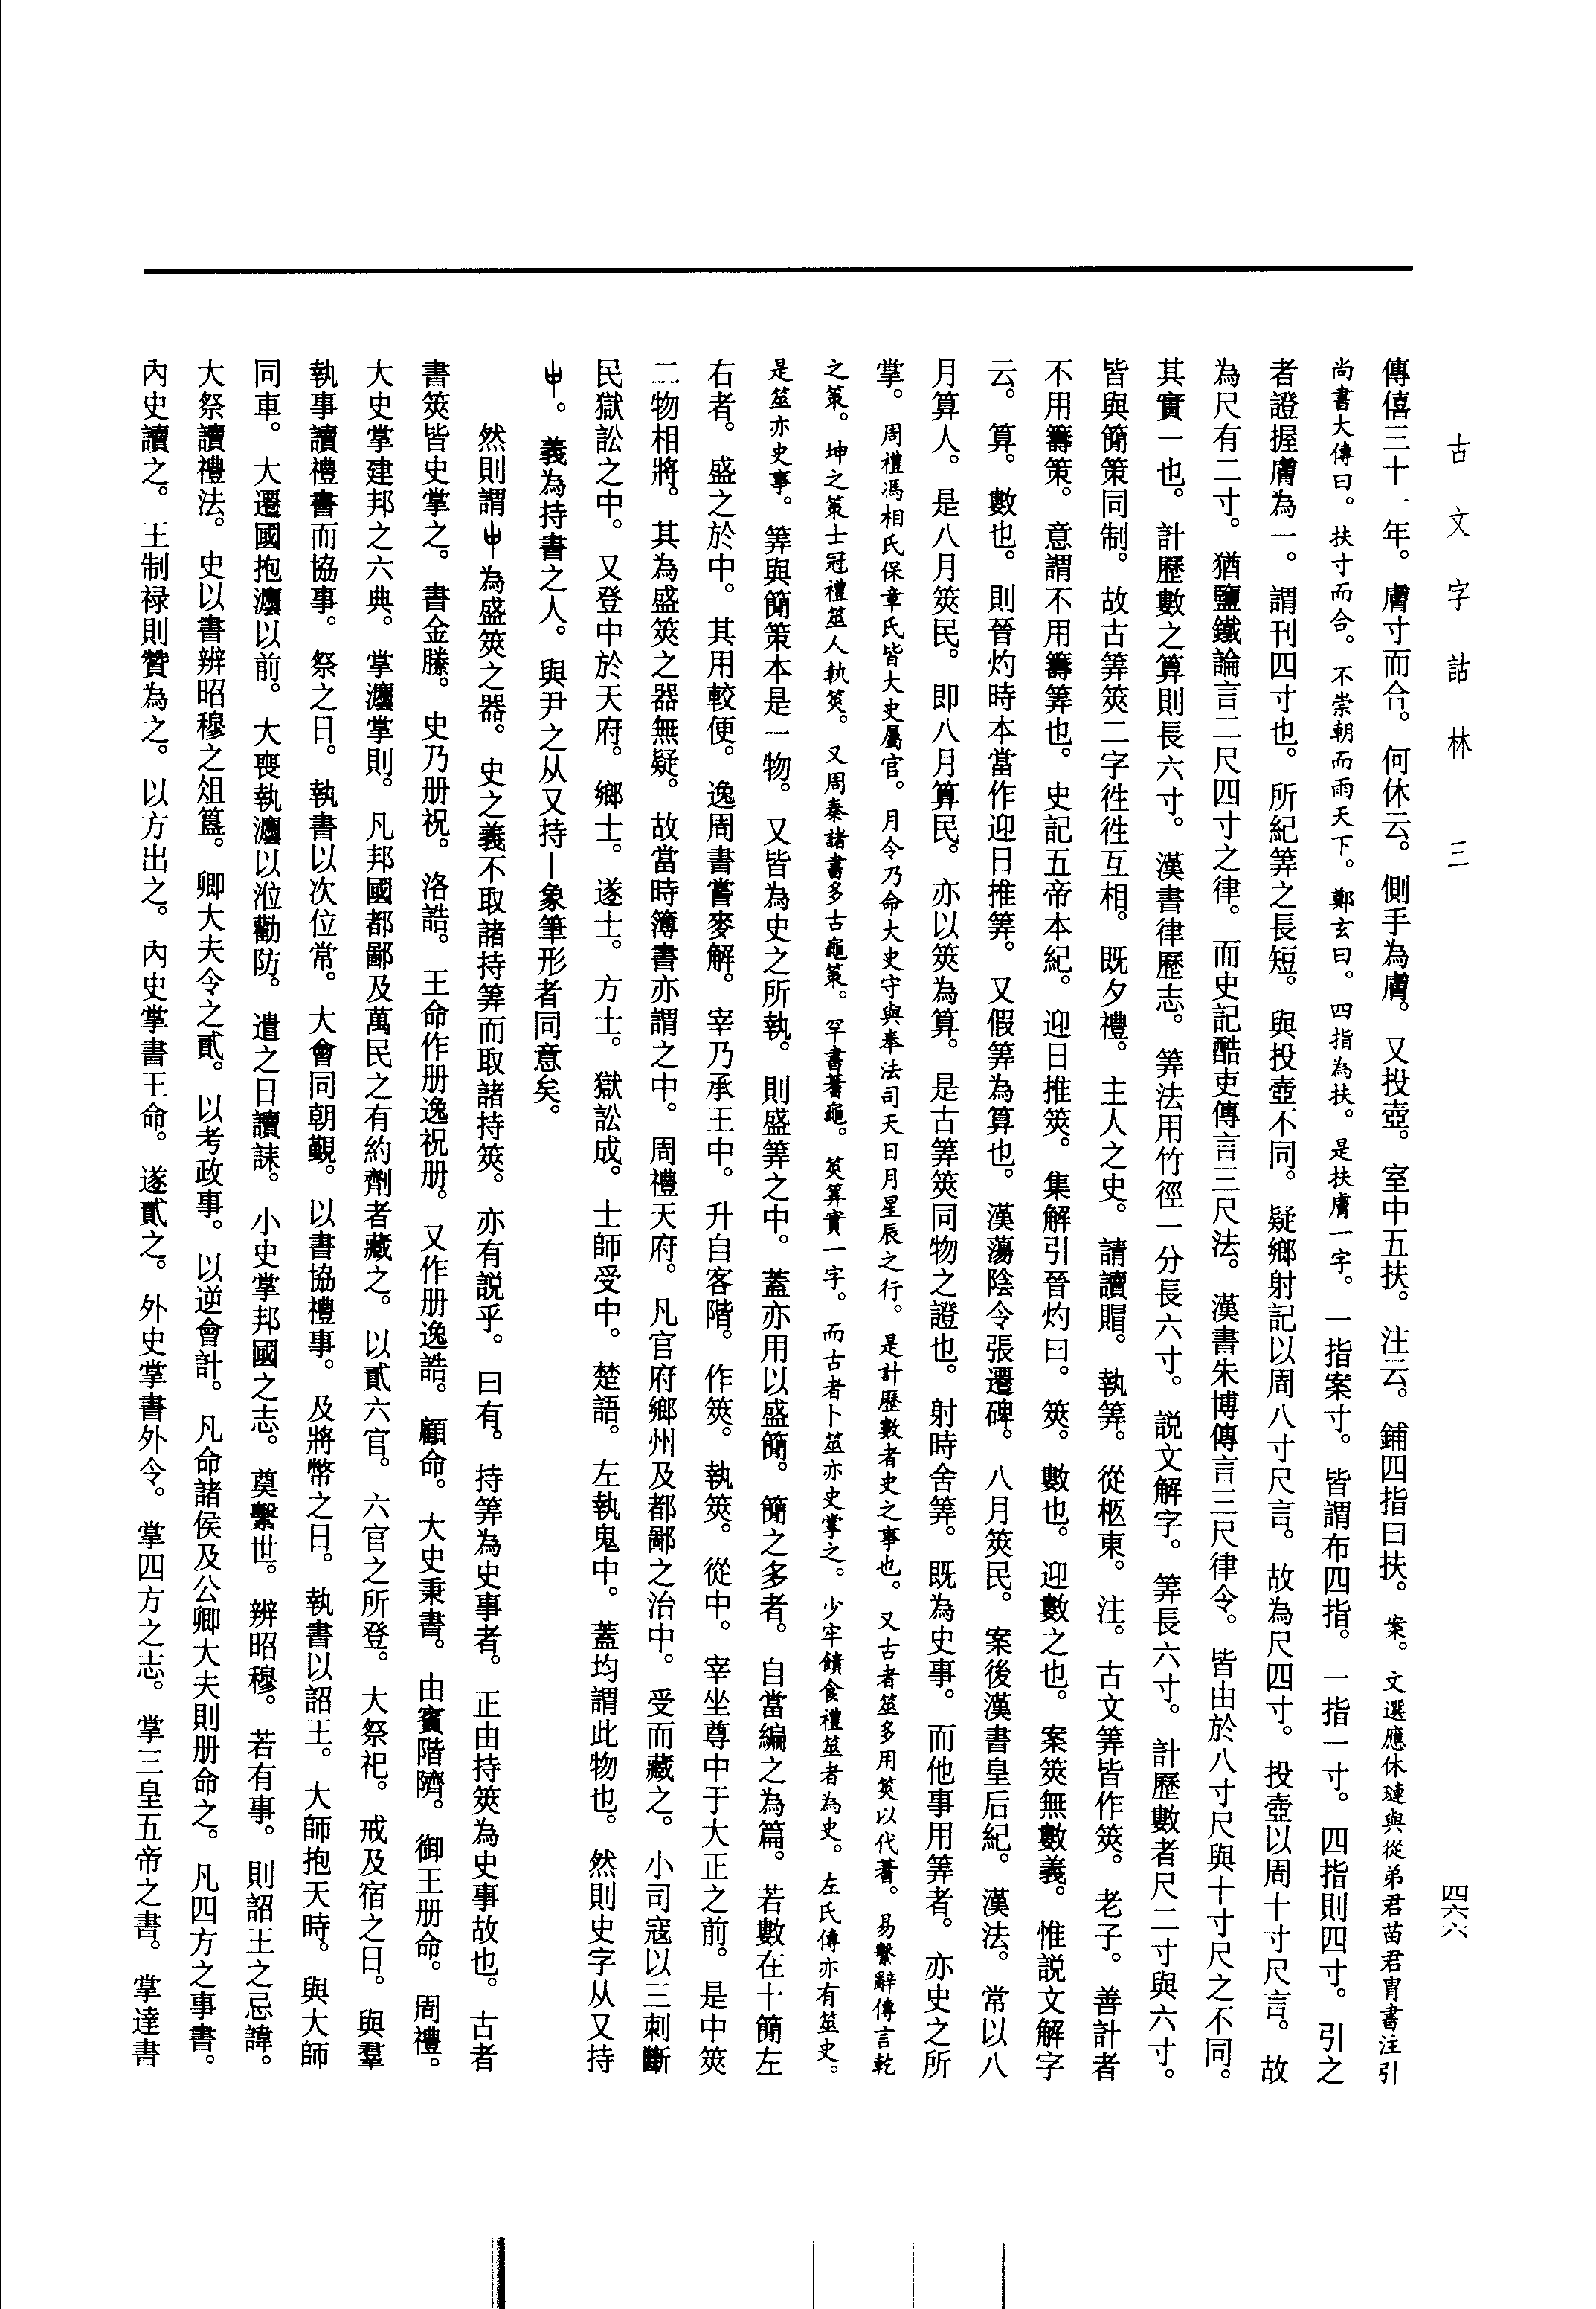 古文字詁林　三
四六六
傳僖三十一年。膚寸而合。何休云。側手為膚。又投壺。室中五扶。注云。鋪四指曰扶。案。文選應休璉與從弟君苗君冑書注引
尚書大傳曰。扶寸而合。不崇朝而雨天下。鄭玄曰。四指為扶。是扶膚一字。一指案寸。皆謂布四指。一指一寸。四指則四寸。引之
者證握膚為一。謂刊四寸也。所紀筭之長短。與投壺不同。疑鄉射記以周八寸尺言。故為尺四寸。投壺以周十寸尺言。故
為尺有二寸。猶鹽鐵論言二尺四寸之律。而史記酷吏傳言三尺法。漢書朱博傳言三尺律令。皆由於八寸尺與十寸尺之不同。
其實一也。計歷數之算則長六寸。漢書律歷志。筭法用竹徑一分長六寸。説文解字。筭長六寸。計歷數者尺二寸與六寸。
皆與簡策同制。故古筭筴二字徃徃互相。既夕禮。主人之史。請讀賵。執筭。從柩東。注。古文筭皆作筴。老子。善計者
不用籌策。意謂不用籌筭也。史記五帝本紀。迎日推筴。集解引晉灼曰。筴。數也。迎數之也。案筴無數義。惟説文解字
云。算。數也。則晉灼時本當作迎日推筭。又假筭為算也。漢蕩陰令張遷碑。八月筴民。案後漢書皇后紀。漢法。常以八
月算人。是八月筴民。即八月算民。亦以筴為算。是古筭筴同物之證也。射時舍筭。既為史事。而他事用筭者。亦史之所
掌。周禮馮相氏保章氏皆大史屬官。月令乃命大史守典奉法司天日月星辰之行。是計歷數者史之事也。又古者筮多用筴以代蓍。易繫辭傳言乾
之策。坤之策士冠禮筮人執筴。又周秦諸書多古龜策。罕書蓍龜。筴筭實一字。而古者卜筮亦史掌之。少牢饋食禮筮者為史。左氏傳亦有筮史。
是筮亦史事。筭與簡策本是一物。又皆為史之所執。則盛筭之中。蓋亦用以盛簡。簡之多者。自當編之為篇。若數在十簡左
右者。盛之於中。其用較便。逸周書嘗麥解。宰乃承王中。升自客階。作筴。執筴。從中。宰坐尊中于大正之前。是中筴
二物相將。其為盛筴之器無疑。故當時簿書亦謂之中。周禮天府。凡官府鄉州及都鄙之治中。受而藏之。小司寇以三刺斷
民獄訟之中。又登中於天府。鄉士。遂士。方士。獄訟成。士師受中。楚語。左執鬼中。蓋均謂此物也。然則史字从又持
。義為持書之人。與尹之从又持丨象筆形者同意矣。
然則謂為盛筴之器。史之義不取諸持筭而取諸持筴。亦有説乎。曰有。持筭為史事者。正由持筴為史事故也。古者
書筴皆史掌之。書金縢。史乃册祝。洛誥。王命作册逸祝册。又作册逸誥。顧命。大史秉書。由賓階隮。御王册命。周禮。
大史掌建邦之六典。掌灋掌則。凡邦國都鄙及萬民之有約劑者藏之。以貳六官。六官之所登。大祭祀。戒及宿之日。與羣
執事讀禮書而協事。祭之日。執書以次位常。大會同朝覲。以書協禮事。及將幣之日。執書以詔王。大師抱天時。與大師
同車。大遷國抱灋以前。大喪執灋以涖勸防。遣之日讀誄。小史掌邦國之志。奠繫世。辨昭穆。若有事。則詔王之忌諱。
大祭讀禮法。史以書辨昭穆之俎簋。卿大夫令之貳。以考政事。以逆會計。凡命諸侯及公卿大夫則册命之。凡四方之事書。
內史讀之。王制禄則贊為之。以方出之。內史掌書王命。遂貳之。外史掌書外令。掌四方之志。掌三皇五帝之書。掌達書